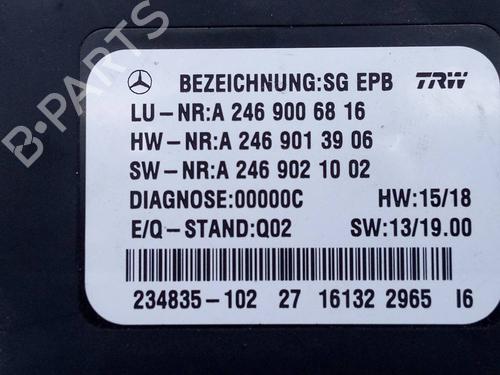 BEZEICHNUNG:SG EPB TRW
LU-NR:A 246 900 68 16
HW-NR:A 246 901 39 06
SW-NR:A 246 902 10 02
DIAGNOSE:00000C HW:15/18
E/Q-STAND:Q02 SW:13/19.00
234835-102 27 16132 2965 I6
B-PARTS